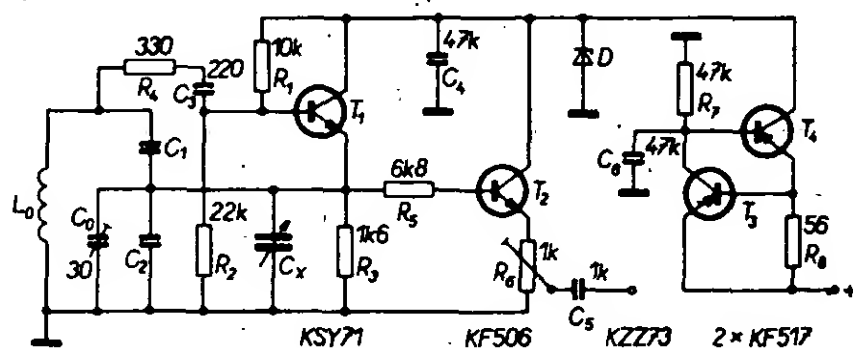 330
R4
220
C3
10k
R1
T1
47k
C4
D
47k
R7
T4
C1
C6
47k
T3
L0
C0
30
C2
22k
R2
Cx
1k6
R3
6k8
R5
T2
1k
R6
1k
C5
56
R8
+
KSY71 KF506 KZZ73 2× KF517